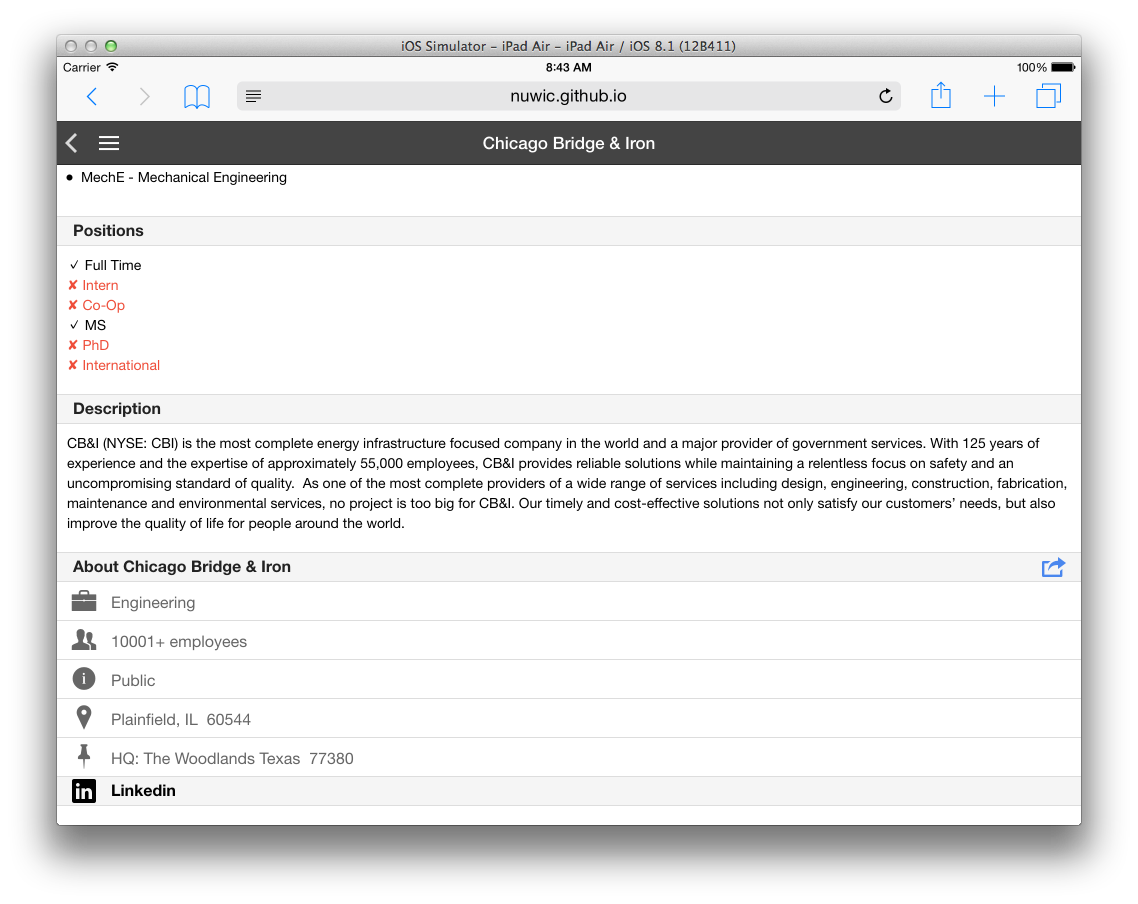 iOS Simulator – iPad Air – iPad Air / iOS 8.1 (12B411)
Carrier 8:43 AM 100%
nuwic.github.io
Chicago Bridge & Iron
● MechE - Mechanical Engineering
Positions
✓ Full Time
✘ Intern
✘ Co-Op
✓ MS
✘ PhD
✘ International
Description
CB&I (NYSE: CBI) is the most complete energy infrastructure focused company in the world and a major provider of government services. With 125 years of
experience and the expertise of approximately 55,000 employees, CB&I provides reliable solutions while maintaining a relentless focus on safety and an
uncompromising standard of quality.  As one of the most complete providers of a wide range of services including design, engineering, construction, fabrication,
maintenance and environmental services, no project is too big for CB&I. Our timely and cost-effective solutions not only satisfy our customers’ needs, but also
improve the quality of life for people around the world.
About Chicago Bridge & Iron
Engineering
10001+ employees
Public
Plainfield, IL  60544
HQ: The Woodlands Texas  77380
in Linkedin